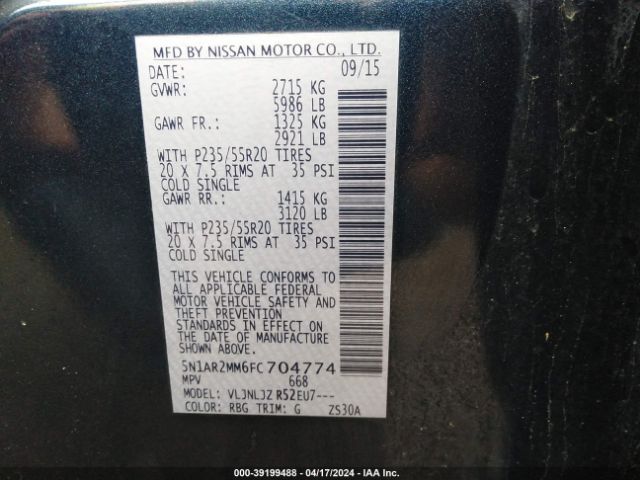 MFD BY NISSAN MOTOR CO., LTD.
DATE: 09/15
GVWR: 2715 KG
5986 LB
GAWR FR.: 1325 KG
2921 LB
WITH P235/55R20 TIRES
20 X 7.5 RIMS AT 35 PSI
COLD SINGLE
GAWR RR.: 1415 KG
3120 LB
WITH P235/55R20 TIRES
20 X 7.5 RIMS AT 35 PSI
COLD SINGLE
THIS VEHICLE CONFORMS TO
ALL APPLICABLE FEDERAL
MOTOR VEHICLE SAFETY AND
THEFT PREVENTION
STANDARDS IN EFFECT ON
THE DATE OF MANUFACTURE
SHOWN ABOVE.
5N1AR2MM6FC704774
MPV 668
MODEL: VLJNLJZ R52EU7---
COLOR: RBG TRIM: G ZS30A
000-39199488 - 04/17/2024 - IAA Inc.